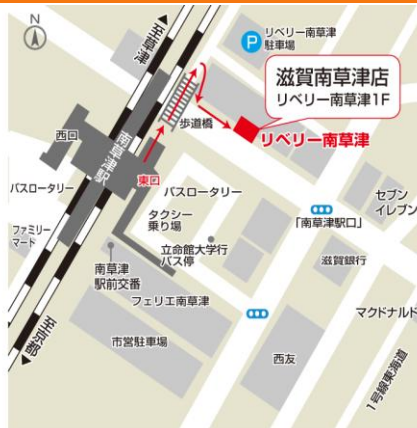 N
至草津
P
リベリー南草津
駐車場
滋賀南草津店
リベリー南草津1F
歩道橋
リベリー南草津
西口
南草津駅
東口
バスロータリー
バスロータリー
セブン
イレブン
タクシー
乗り場
「南草津駅口」
ファミリー
マート
立命館大学行
バス停
滋賀銀行
南草津
駅前交番
フェリエ南草津
マクドナルド
至京都
市営駐車場
西友
1号線東海道